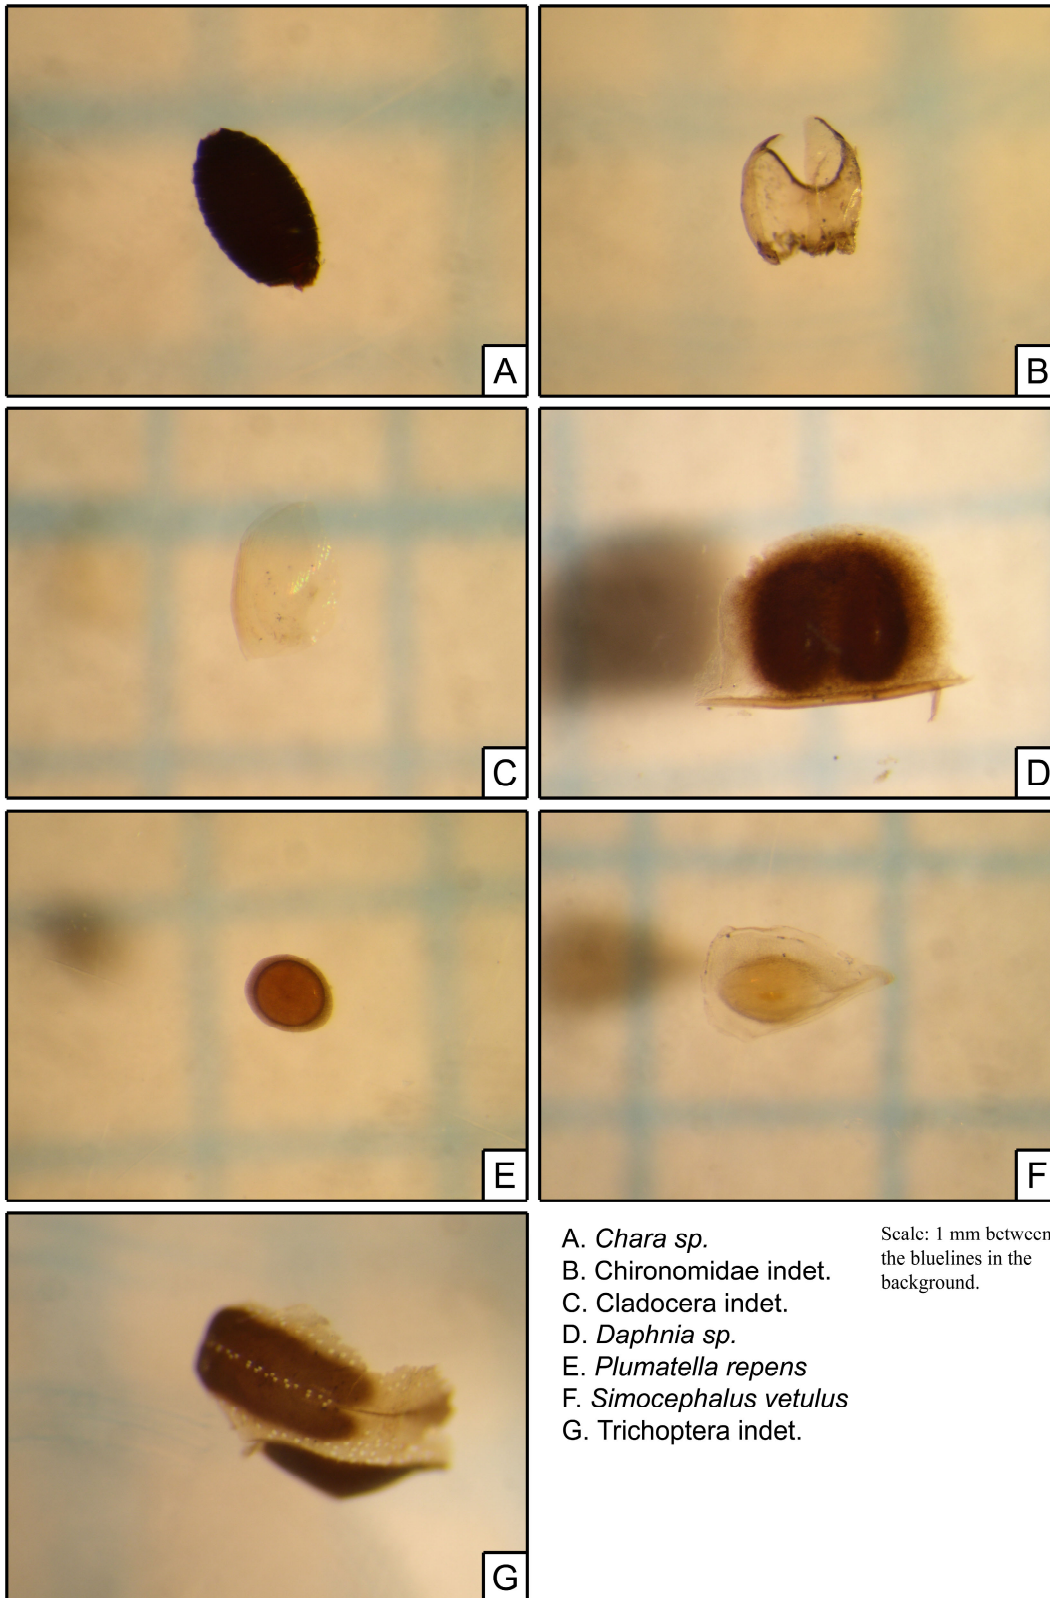 A
B
C
D
E
F
G
A. Chara sp.
B. Chironomidae indet.
C. Cladocera indet.
D. Daphnia sp.
E. Plumatella repens
F. Simocephalus vetulus
G. Trichoptera indet.
Scale: 1 mm between
the bluelines in the
background.